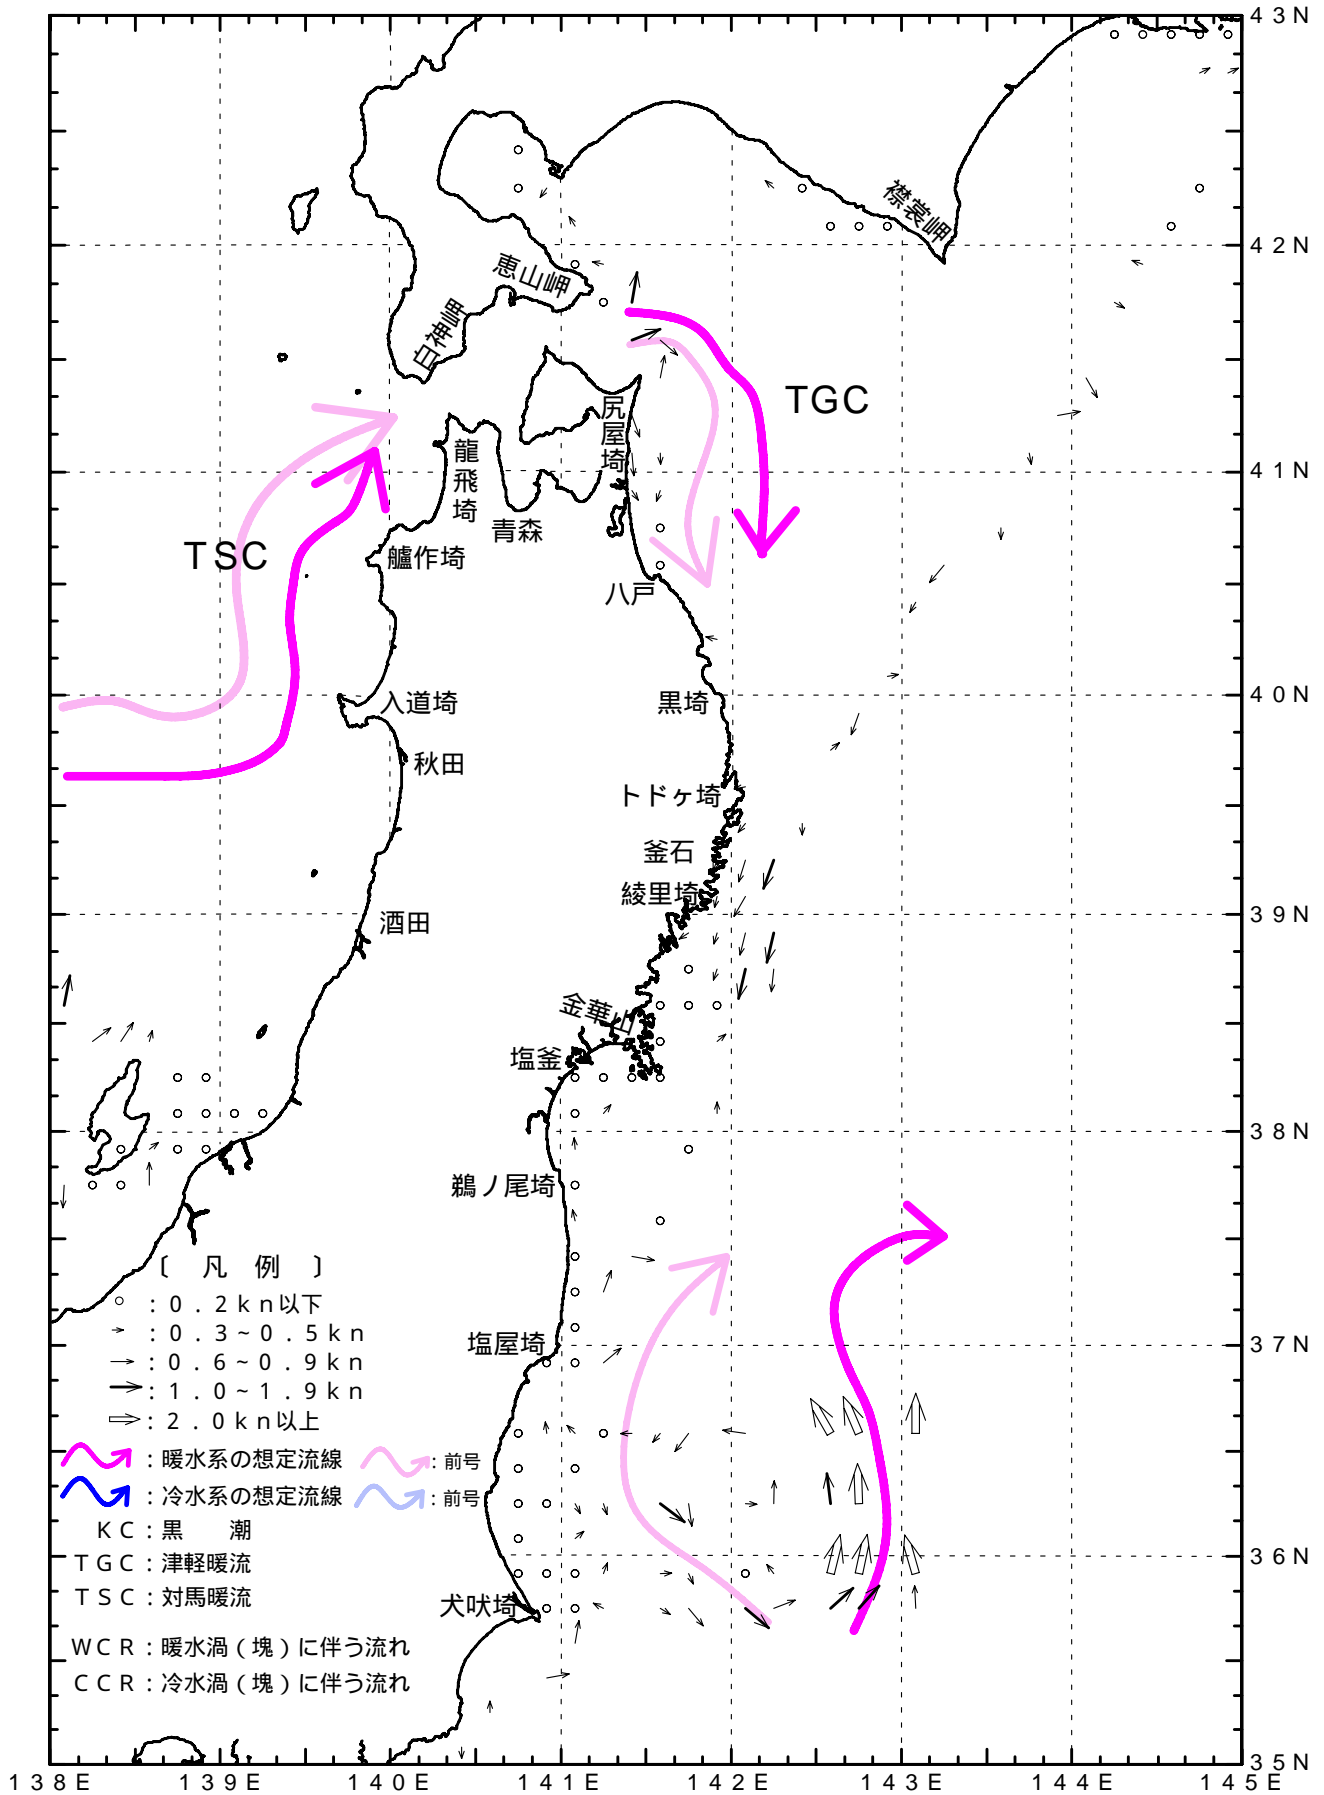 43N
襟裳岬
42N
恵山岬
白神岬
TGC
尻屋埼
龍飛埼
41N
青森
TSC
艫作埼
八戸
入道埼
黒埼
40N
秋田
トドヶ埼
釜石
綾里埼
酒田
39N
金華山
塩釜
38N
鵜ノ尾埼
〔 凡 例 〕
:0.2kn以下
:0.3~0.5kn
塩屋埼
37N
:0.6~0.9kn
:1.0~1.9kn
:2.0kn以上
:暖水系の想定流線 :前号
:冷水系の想定流線 :前号
KC:黒 潮
TGC:津軽暖流
36N
TSC:対馬暖流
犬吠埼
WCR:暖水渦(塊)に伴う流れ
CCR:冷水渦(塊)に伴う流れ
35N
138E 139E 140E 141E 142E 143E 144E 145E